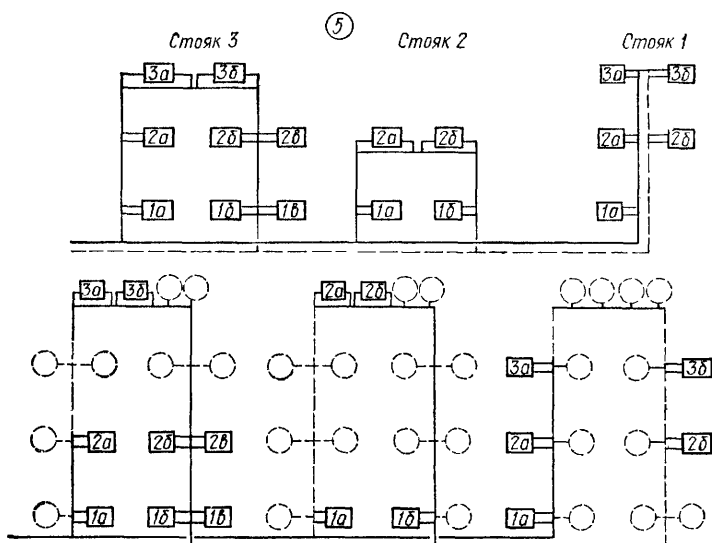 5
Стояк 3 Стояк 2 Стояк 1
3а 3б 3а 3б
2а 2б 2в 2а 2б 2а 2б
1а 1б 1в 1а 1б 1а
3а 3б 2а 2б
3а 3б
2а 2б 2в 2а 2б
1а 1б 1в 1а 1б 1а